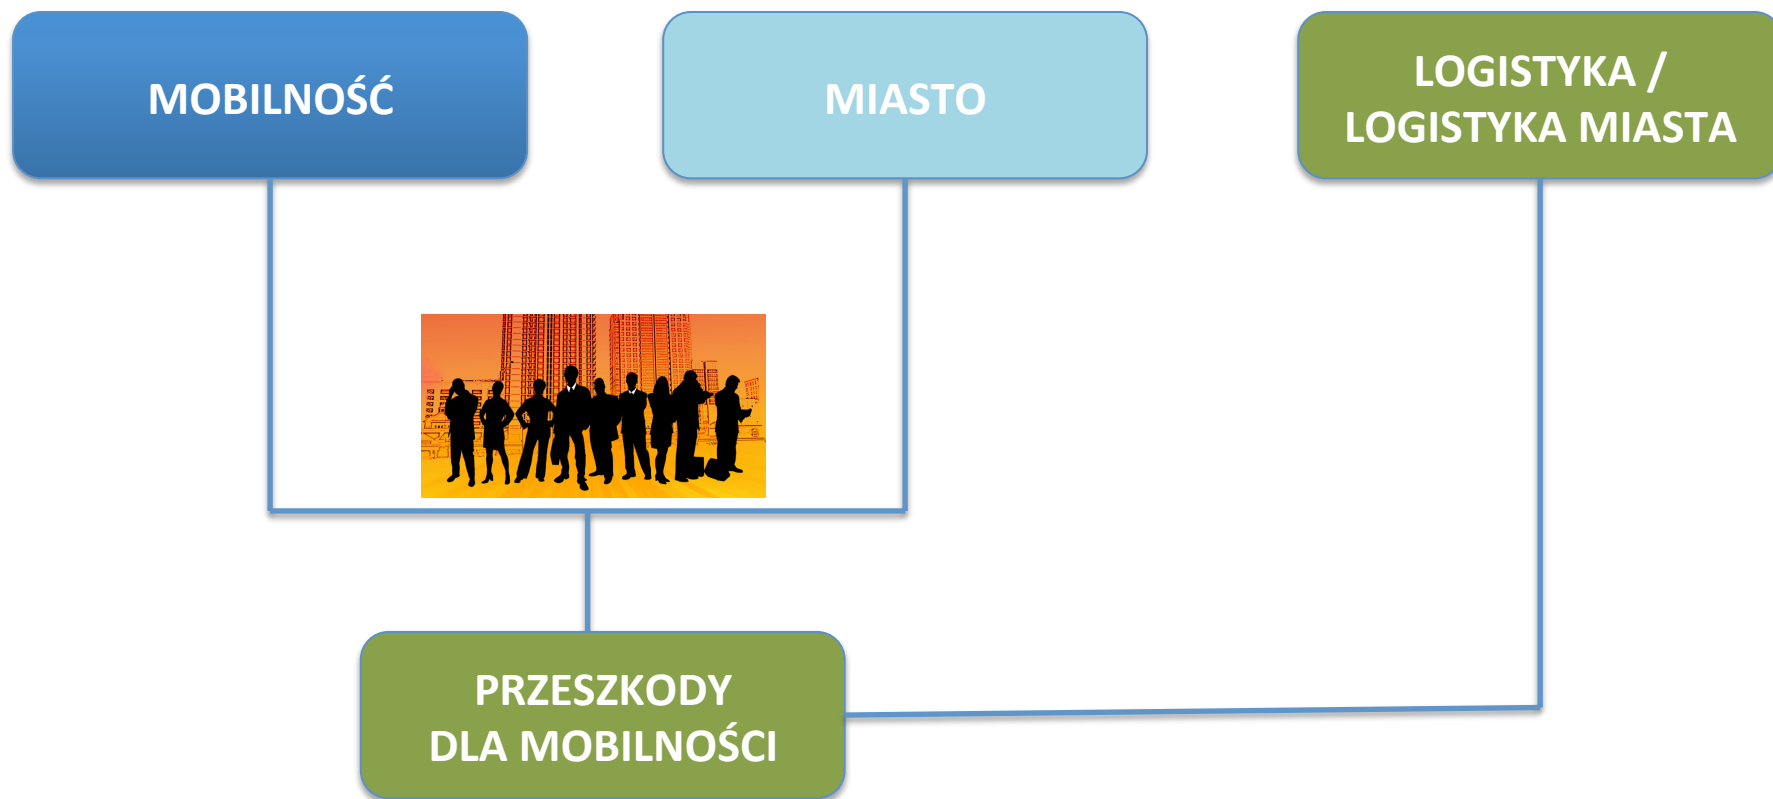 MOBILNOŚĆ
MIASTO
LOGISTYKA /
LOGISTYKA MIASTA
PRZESZKODY
DLA MOBILNOŚCI